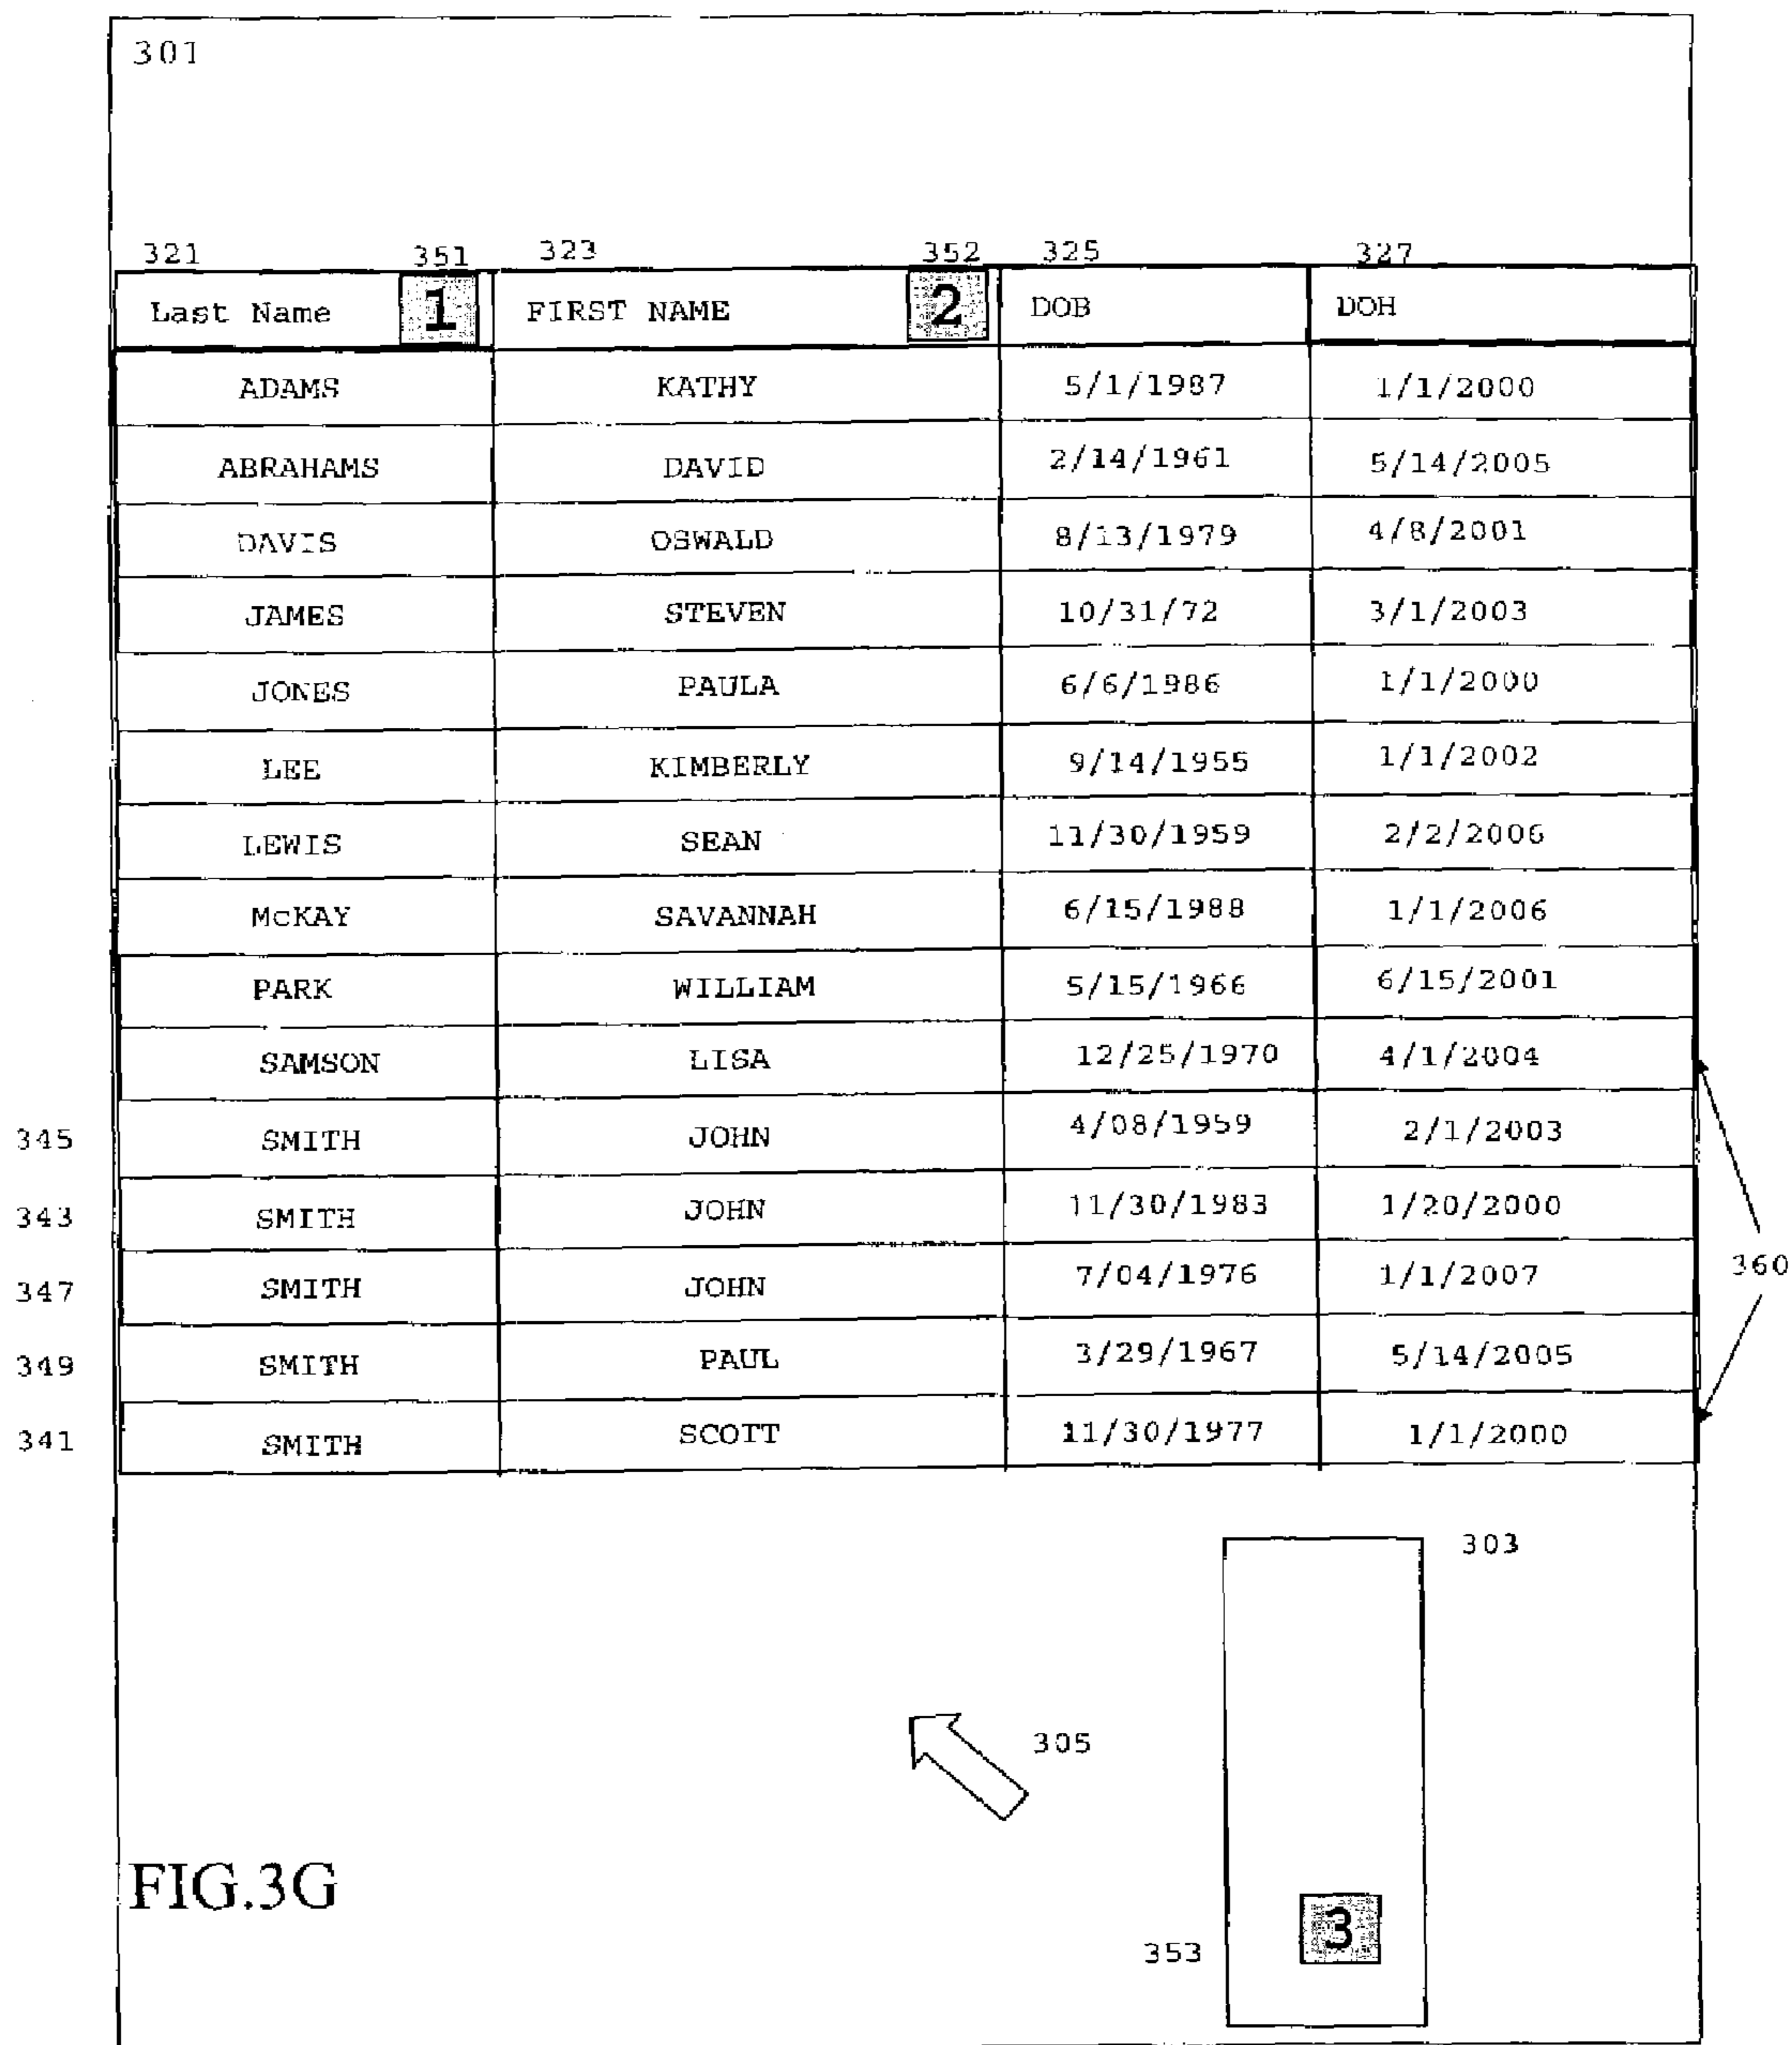 301
321 351 323 352 325 327
Last Name 1 FIRST NAME 2 DOB DOH
ADAMS KATHY 5/1/1987 1/1/2000
ABRAHAMS DAVID 2/14/1961 5/14/2005
DAVIS OSWALD 8/13/1979 4/8/2001
JAMES STEVEN 10/31/72 3/1/2003
JONES PAULA 6/6/1986 1/1/2000
LEE KIMBERLY 9/14/1955 1/1/2002
LEWIS SEAN 11/30/1959 2/2/2006
McKAY SAVANNAH 6/15/1988 1/1/2006
PARK WILLIAM 5/15/1966 6/15/2001
SAMSON LISA 12/25/1970 4/1/2004
345 SMITH JOHN 4/08/1959 2/1/2003
343 SMITH JOHN 11/30/1983 1/20/2000
360
347 SMITH JOHN 7/04/1976 1/1/2007
349 SMITH PAUL 3/29/1967 5/14/2005
341 SMITH SCOTT 11/30/1977 1/1/2000
303
305
FIG.3G
353 3